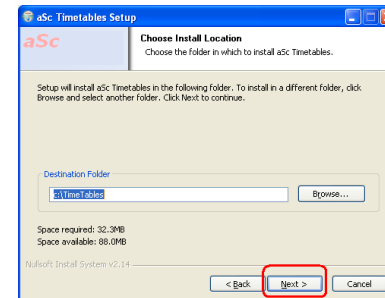 aSc Timetables Setup
aSc
Choose Install Location
Choose the folder in which to install aSc Timetables.
Setup will install aSc Timetables in the following folder. To install in a different folder, click
Browse and select another folder. Click Next to continue.
Destination Folder
c:\TimeTables
Browse...
Space required: 32.3MB
Space available: 88.0MB
Nullsoft Install System v2.14
< Back
Next >
Cancel